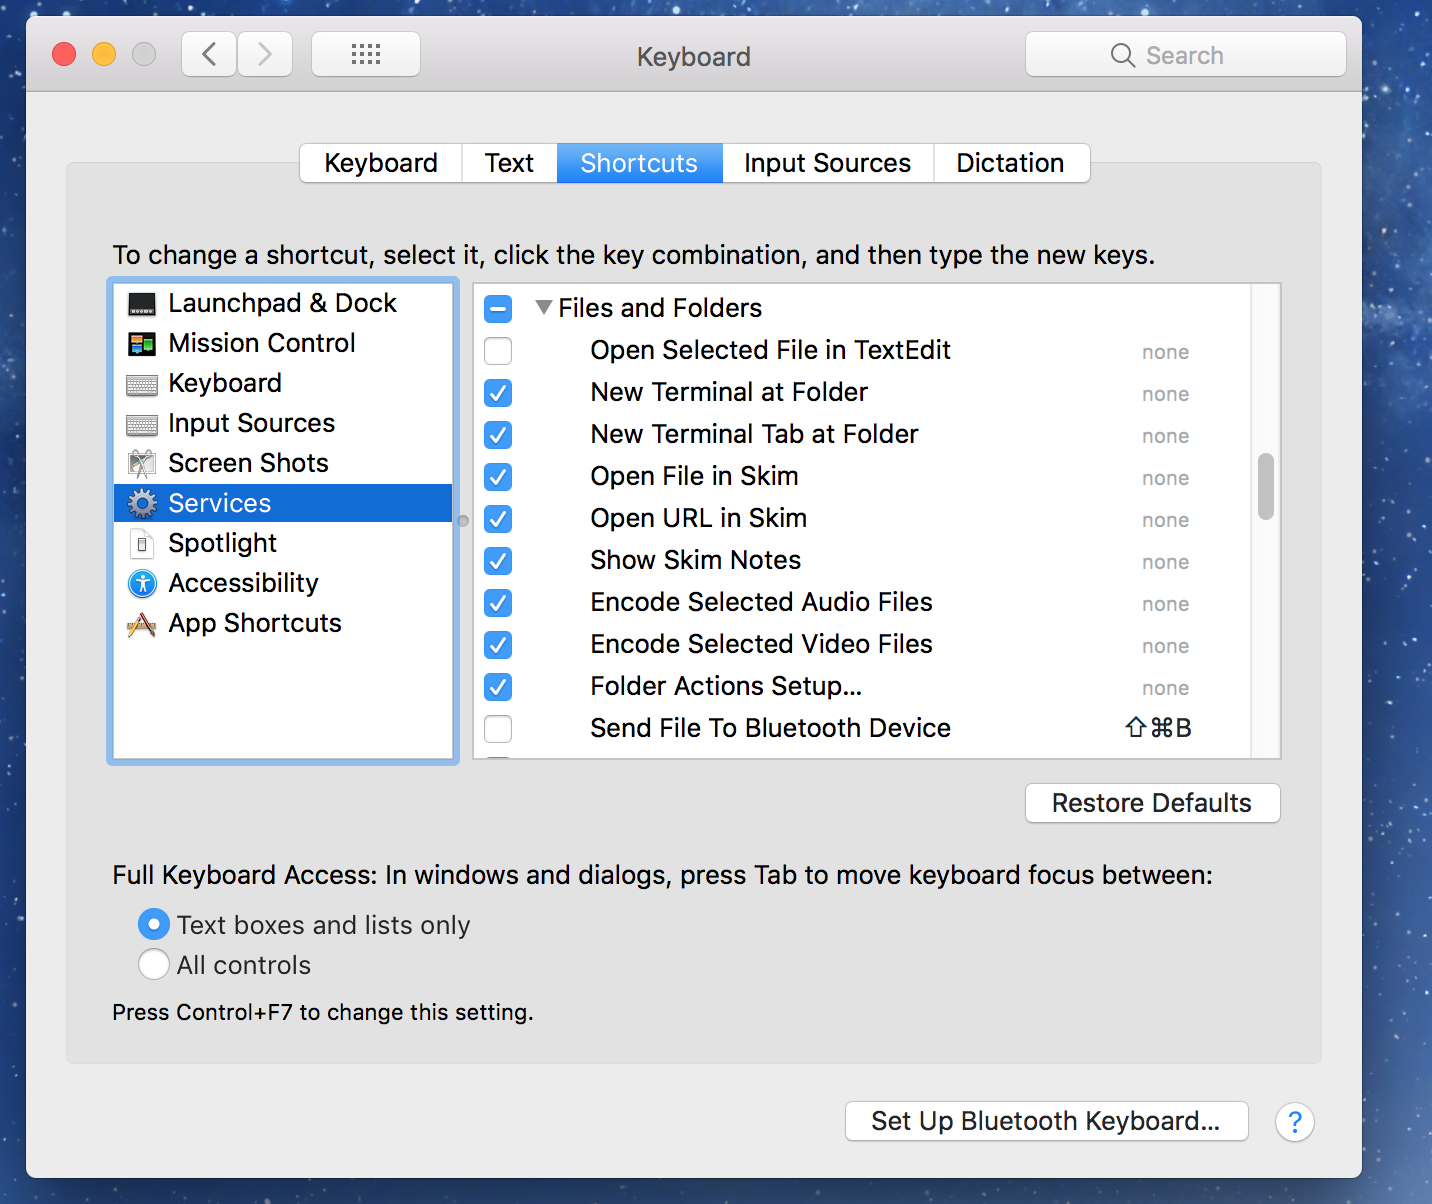 Keyboard
Search
Keyboard Text Shortcuts Input Sources Dictation
To change a shortcut, select it, click the key combination, and then type the new keys.
Launchpad & Dock
Mission Control
Keyboard
Input Sources
Screen Shots
Services
Spotlight
Accessibility
App Shortcuts
Files and Folders
Open Selected File in TextEdit none
New Terminal at Folder none
New Terminal Tab at Folder none
Open File in Skim none
Open URL in Skim none
Show Skim Notes none
Encode Selected Audio Files none
Encode Selected Video Files none
Folder Actions Setup... none
Send File To Bluetooth Device ⇧⌘B
Restore Defaults
Full Keyboard Access: In windows and dialogs, press Tab to move keyboard focus between:
Text boxes and lists only
All controls
Press Control+F7 to change this setting.
Set Up Bluetooth Keyboard... ?